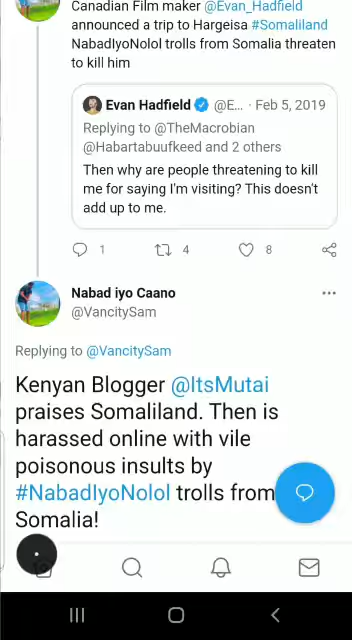 Canadian Film maker @Evan_Hadfield
announced a trip to Hargeisa #Somaliland
NabadIyoNolol trolls from Somalia threaten
to kill him
Evan Hadfield @E... · Feb 5, 2019
Replying to @TheMacrobian
@Habartabuufkeed and 2 others
Then why are people threatening to kill
me for saying I'm visiting? This doesn't
add up to me.
1 4 8
Nabad iyo Caano
@VancitySam
Replying to @VancitySam
Kenyan Blogger @ItsMutai
praises Somaliland. Then is
harassed online with vile
poisonous insults by
#NabadIyoNolol trolls from
Somalia!